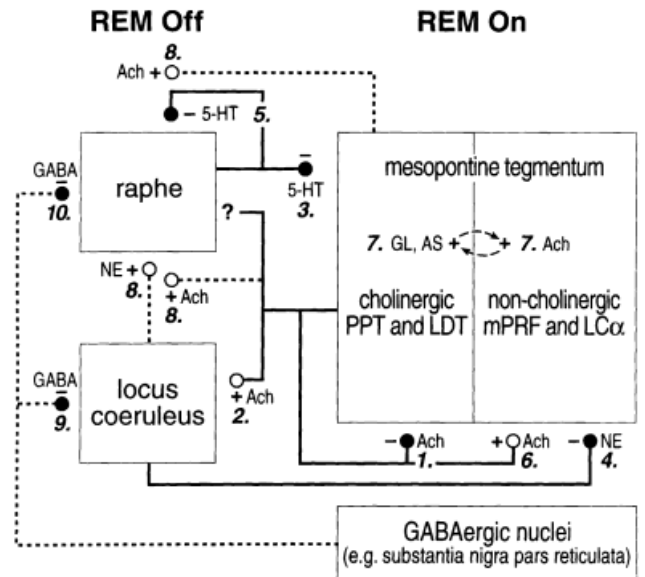 REM Off
REM On
8.
Ach +
− 5-HT 5.
GABA
−
10.
raphe
−
5-HT
3.
?
mesopontine tegmentum
7. GL, AS + + 7. Ach
NE +
8.
+ Ach
8.
cholinergic
PPT and LDT
non-cholinergic
mPRF and LCα
GABA
−
9.
locus
coeruleus
+ Ach
2.
− Ach
1.
+ Ach
6.
− NE
4.
GABAergic nuclei
(e.g. substantia nigra pars reticulata)